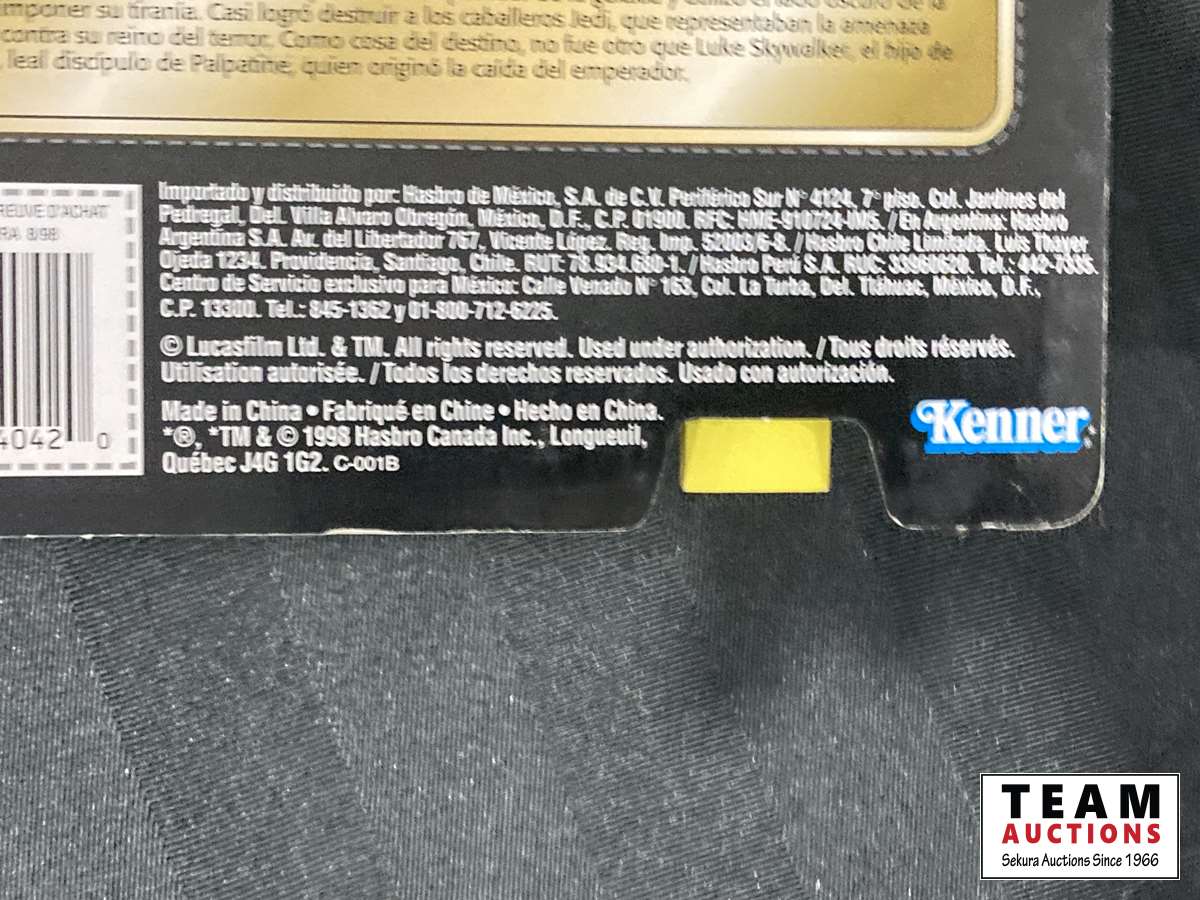 imponer su tiranía. Casi logró destruir a los caballeros Jedi, que representaban la amenaza
contra su reino del terror. Como cosa del destino, no fue otro que Luke Skywalker, el hijo de
leal discípulo de Palpatine, quien originó la caída del emperador.
REUVE D'ACHAT
RA 8/98
4042 0
Importado y distribuido por: Hasbro de México, S.A. de C.V. Periférico Sur N° 4124, 7° piso. Col. Jardines del
Pedregal, Del. Villa Alvaro Obregón, México, D.F., C.P. 01900. RFC: HME-910724-IM5. / En Argentina: Hasbro
Argentina S.A. Av. del Libertador 767, Vicente López. Reg. Imp. 52003/6-8. / Hasbro Chile Limitada. Luis Thayer
Ojeda 1234. Providencia, Santiago, Chile. RUT: 78.934.680-1. / Hasbro Perú S.A. RUC: 33960620. Tel.: 442-7335.
Centro de Servicio exclusivo para México: Calle Venado N° 163, Col. La Turba, Del. Tláhuac, México, D.F.,
C.P. 13300. Tel.: 845-1362 y 01-800-712-6225.
© Lucasfilm Ltd. & TM. All rights reserved. Used under authorization. / Tous droits réservés.
Utilisation autorisée. / Todos los derechos reservados. Usado con autorización.
Made in China • Fabriqué en Chine • Hecho en China.
*®, *TM & © 1998 Hasbro Canada Inc., Longueuil,
Québec J4G 1G2. C-001B
Kenner
TEAM
AUCTIONS
Sekura Auctions Since 1966